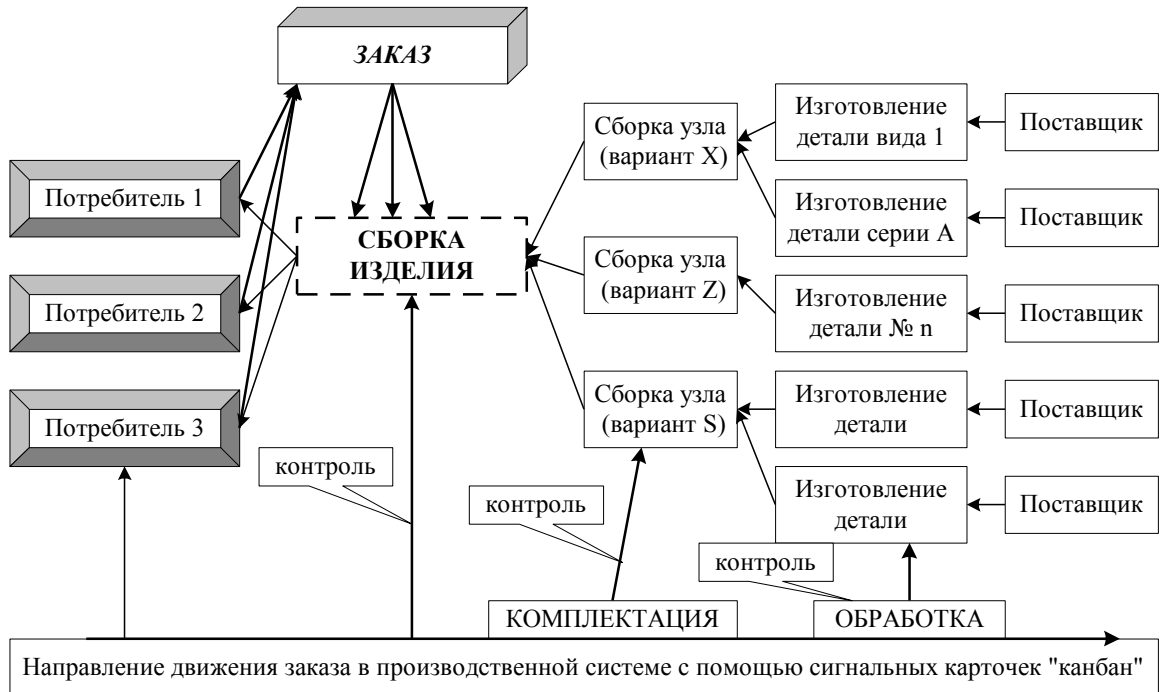 ЗАКАЗ
Потребитель 1
Потребитель 2
Потребитель 3
СБОРКА
ИЗДЕЛИЯ
Сборка узла
(вариант X)
Сборка узла
(вариант Z)
Сборка узла
(вариант S)
Изготовление
детали вида 1
Изготовление
детали серии А
Изготовление
детали № n
Изготовление
детали
Изготовление
детали
Поставщик
Поставщик
Поставщик
Поставщик
Поставщик
контроль
контроль
контроль
КОМПЛЕКТАЦИЯ
ОБРАБОТКА
Направление движения заказа в производственной системе с помощью сигнальных карточек "канбан"